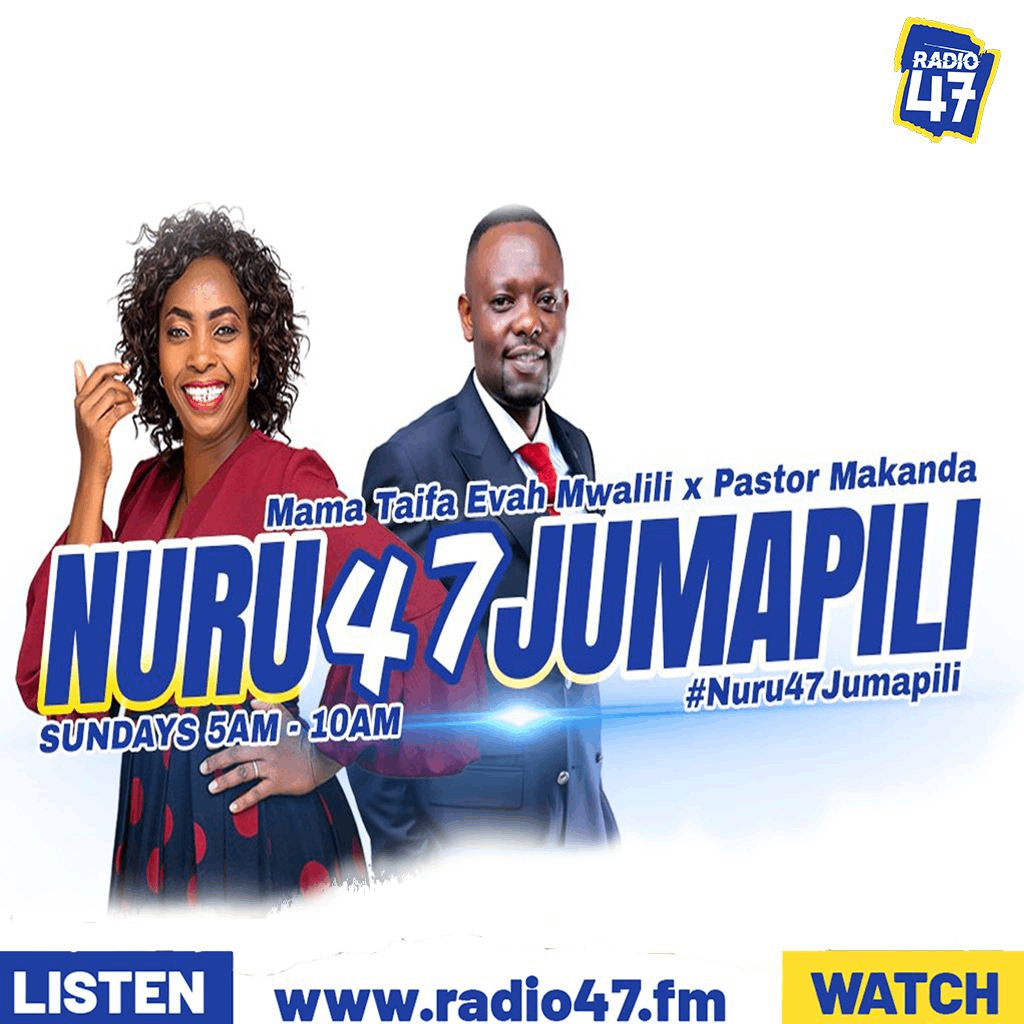 RADIO
47
Mama Taifa Evah Mwalili x Pastor Makanda
NURU 47 JUMAPILI
#Nuru47Jumapili
SUNDAYS 5AM - 10AM
LISTEN
www.radio47.fm
WATCH